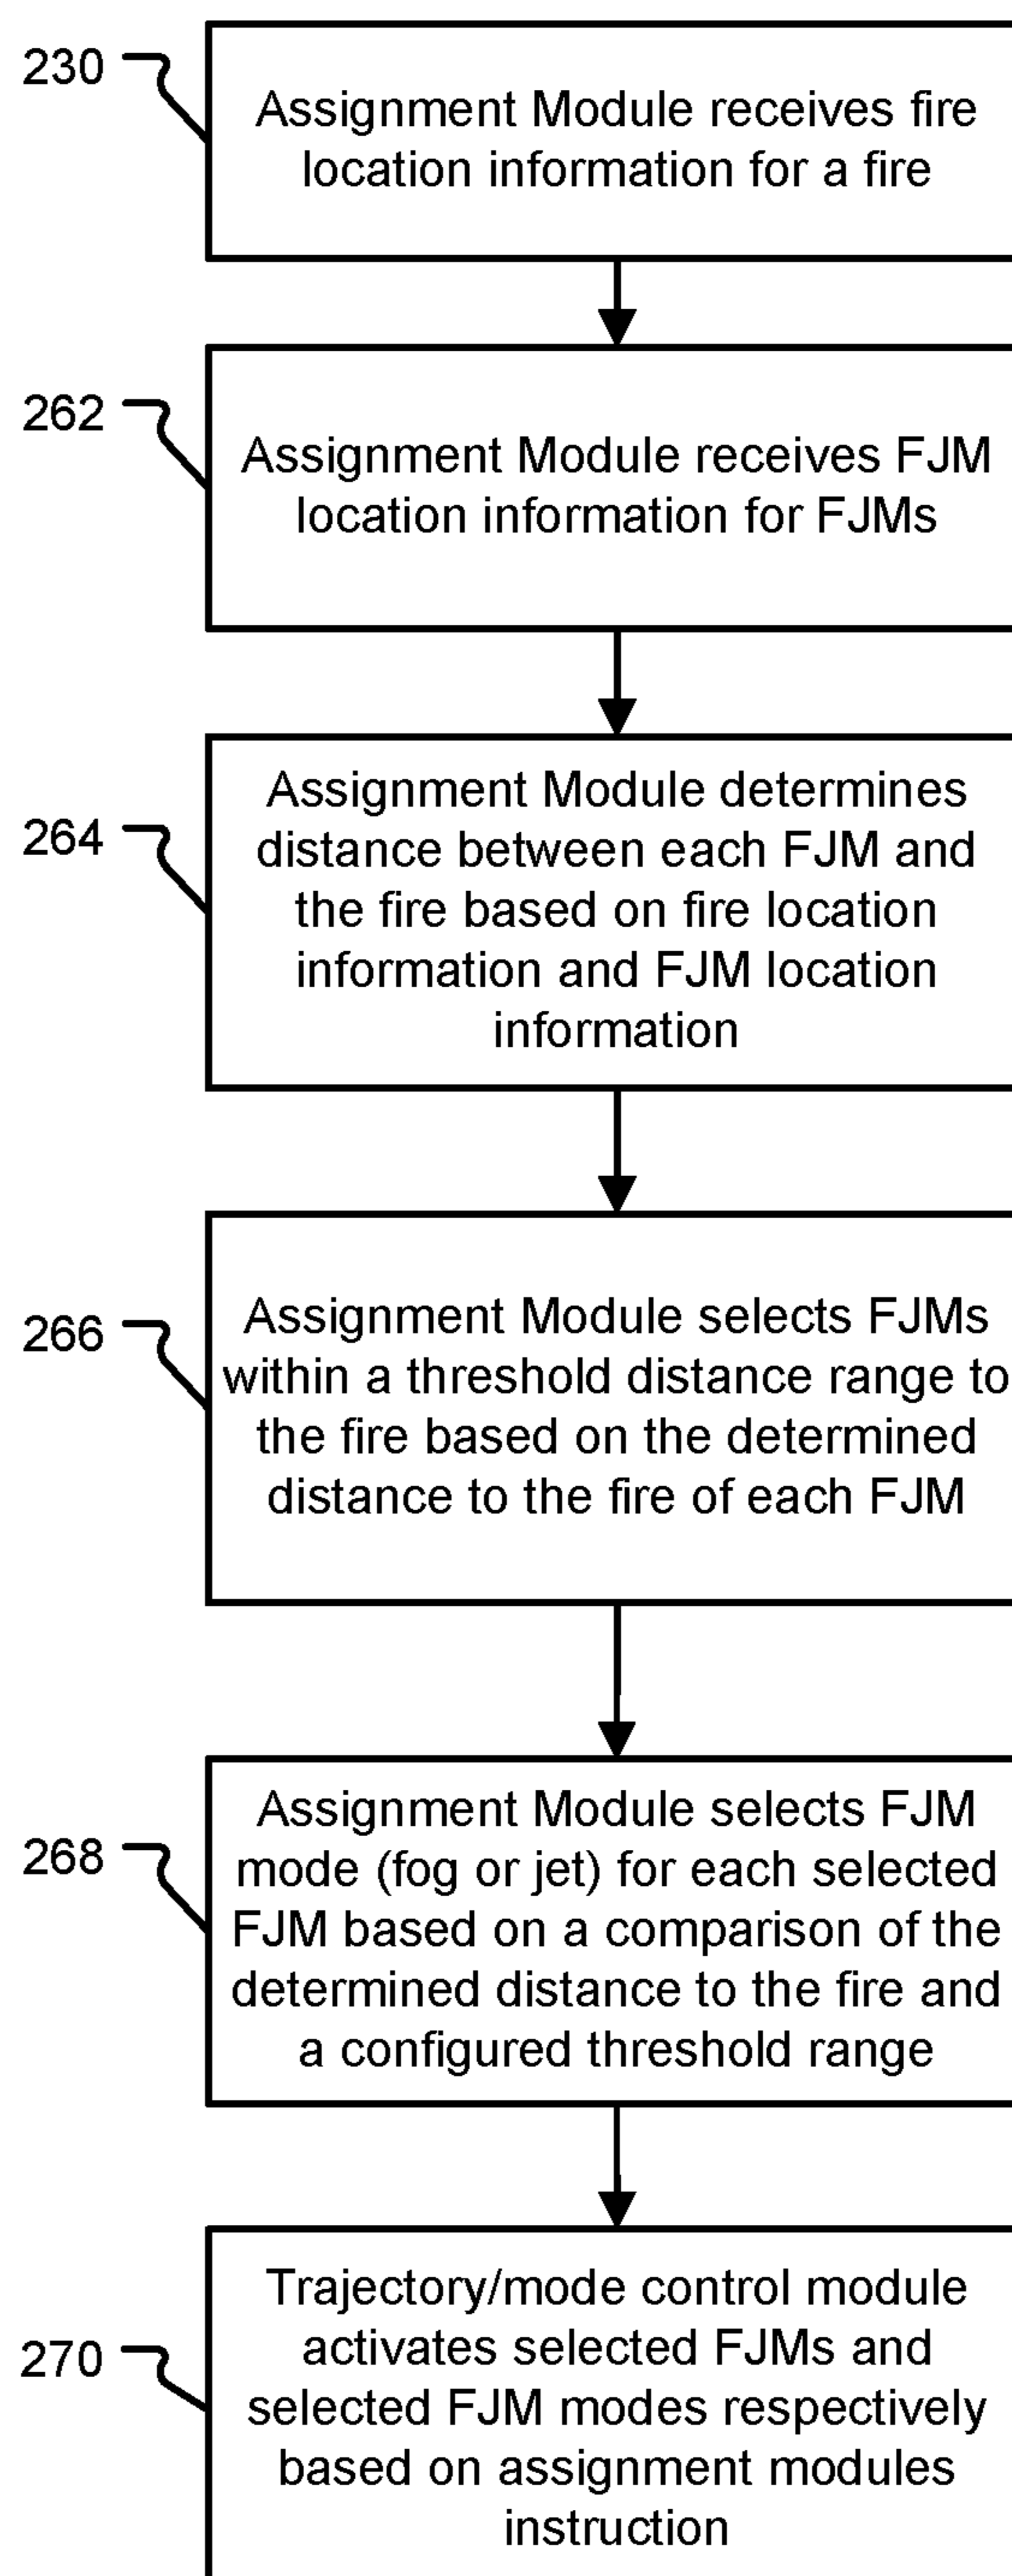 230
Assignment Module receives fire
location information for a fire
262
Assignment Module receives FJM
location information for FJMs
264
Assignment Module determines
distance between each FJM and
the fire based on fire location
information and FJM location
information
266
Assignment Module selects FJMs
within a threshold distance range to
the fire based on the determined
distance to the fire of each FJM
268
Assignment Module selects FJM
mode (fog or jet) for each selected
FJM based on a comparison of the
determined distance to the fire and
a configured threshold range
270
Trajectory/mode control module
activates selected FJMs and
selected FJM modes respectively
based on assignment modules
instruction